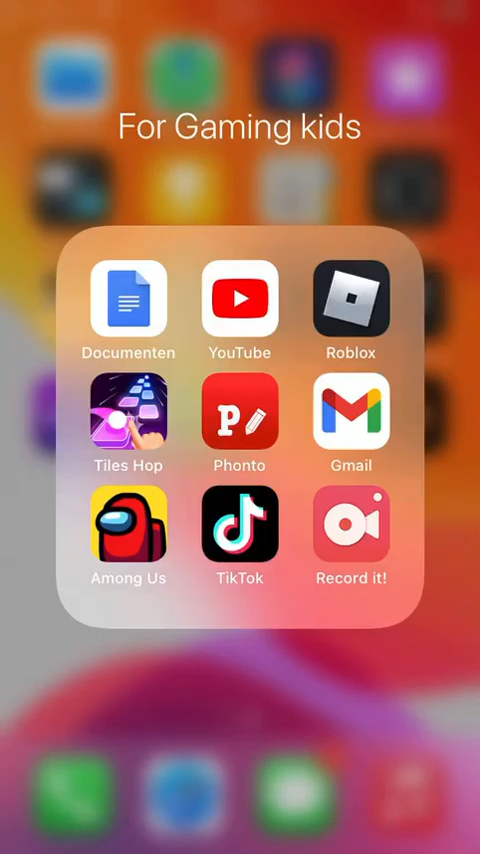 For Gaming kids
Documenten YouTube Roblox
Tiles Hop Phonto Gmail
Among Us TikTok Record it!